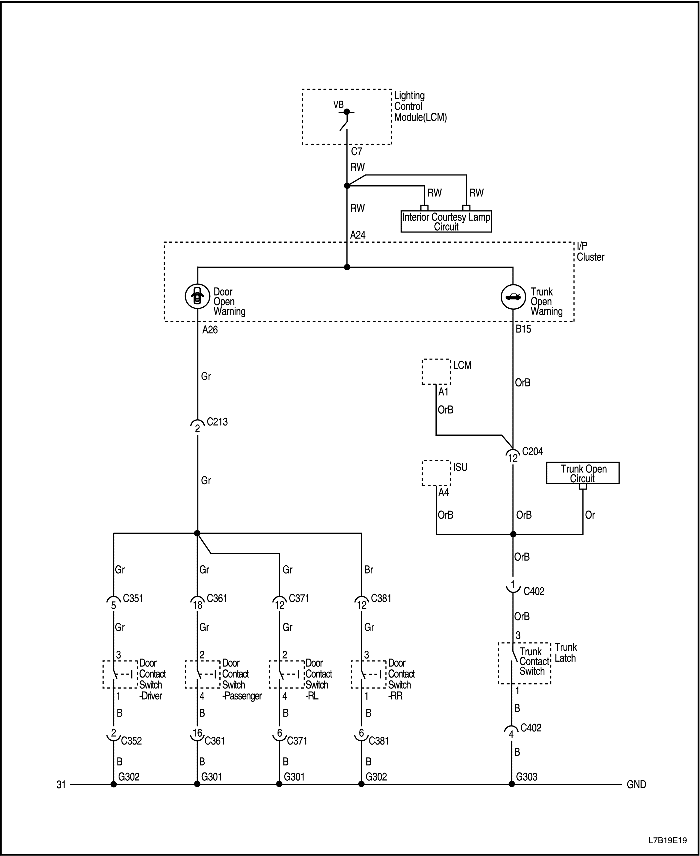 Lighting
Control
Module(LCM)
VB
C7
RW
RW RW
RW
Interior Courtesy Lamp
Circuit
A24
I/P
Cluster
Door
Open
Warning
Trunk
Open
Warning
A26
B15
LCM
Gr
OrB
A1
OrB
C213
2
C204
12
ISU
Trunk Open
Circuit
Gr
A4
OrB
OrB
Or
OrB
Gr
Gr
Gr
Br
1
C402
C351
5
C361
18
C371
12
C381
12
OrB
Gr
Gr
Gr
Gr
3
3
2
2
3
Trunk
Contact
Switch
Trunk
Latch
Door
Contact
Switch
-Driver
Door
Contact
Switch
-Passenger
Door
Contact
Switch
-RL
Door
Contact
Switch
-RR
1
4
4
1
1
B
B
B
B
B
2
C352
16
C361
6
C371
6
C381
4
C402
B
B
B
B
B
G302
G301
G301
G302
G303
31
GND
L7B19E19